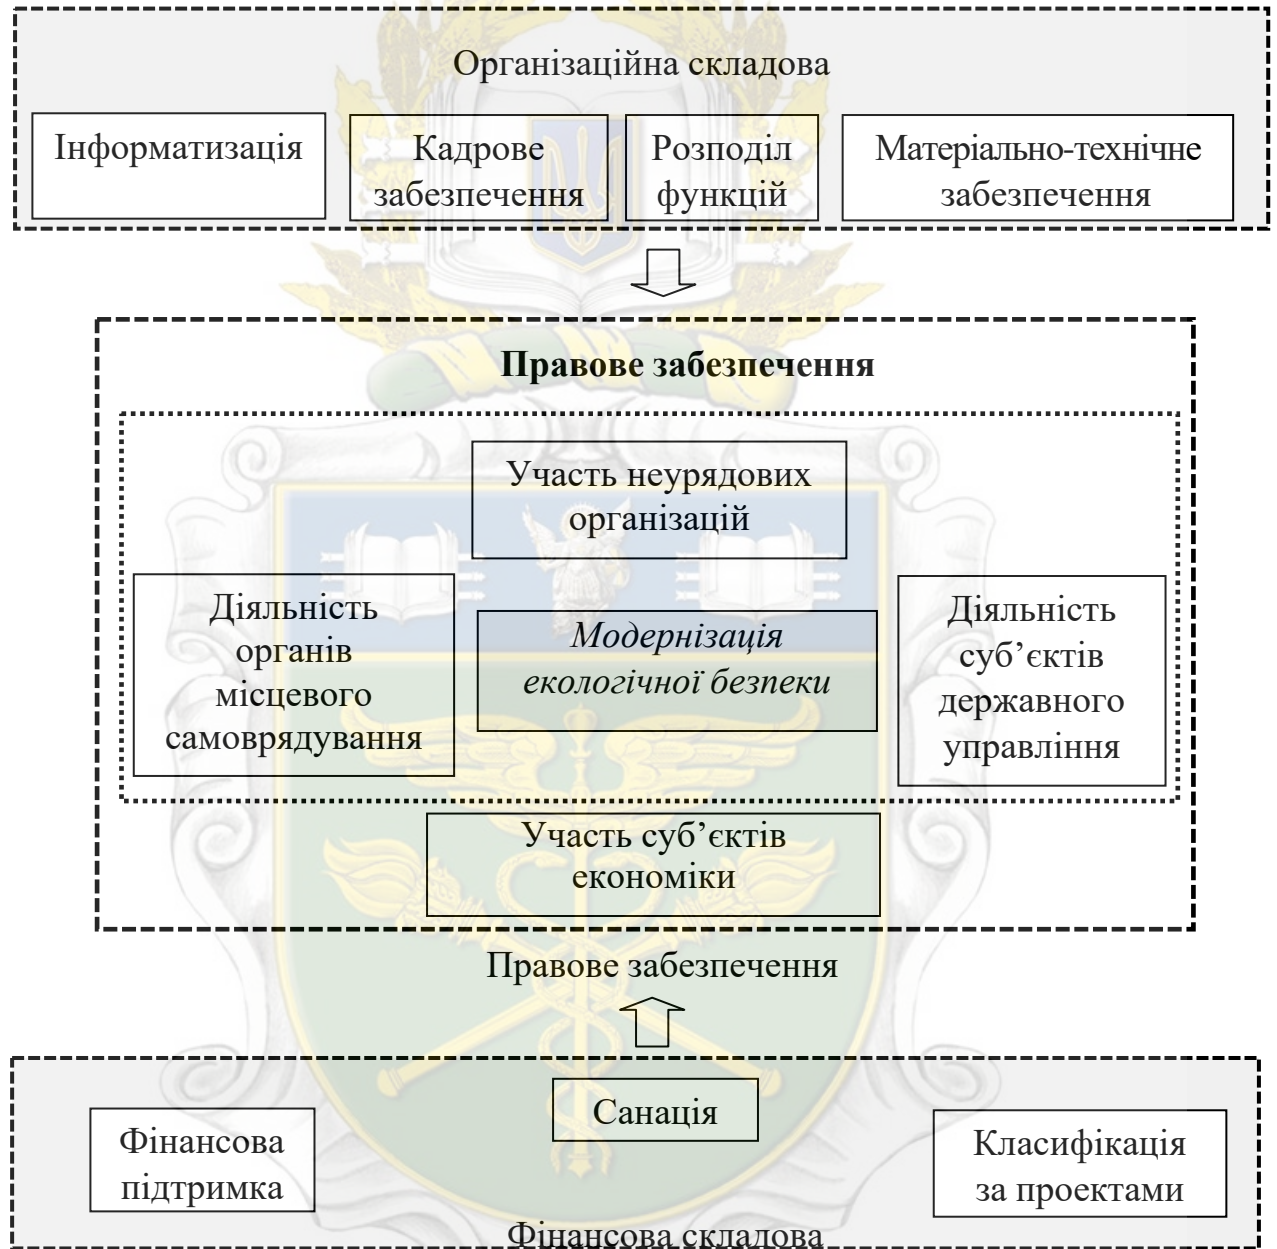 Організаційна складова
Інформатизація
Кадрове
забезпечення
Розподіл
функцій
Матеріально-технічне
забезпечення
Правове забезпечення
Участь неурядових
організацій
Діяльність
органів
місцевого
самоврядування
Модернізація
екологічної безпеки
Діяльність
суб’єктів
державного
управління
Участь суб’єктів
економіки
Правове забезпечення
Санація
Фінансова
підтримка
Класифікація
за проектами
Фінансова складова